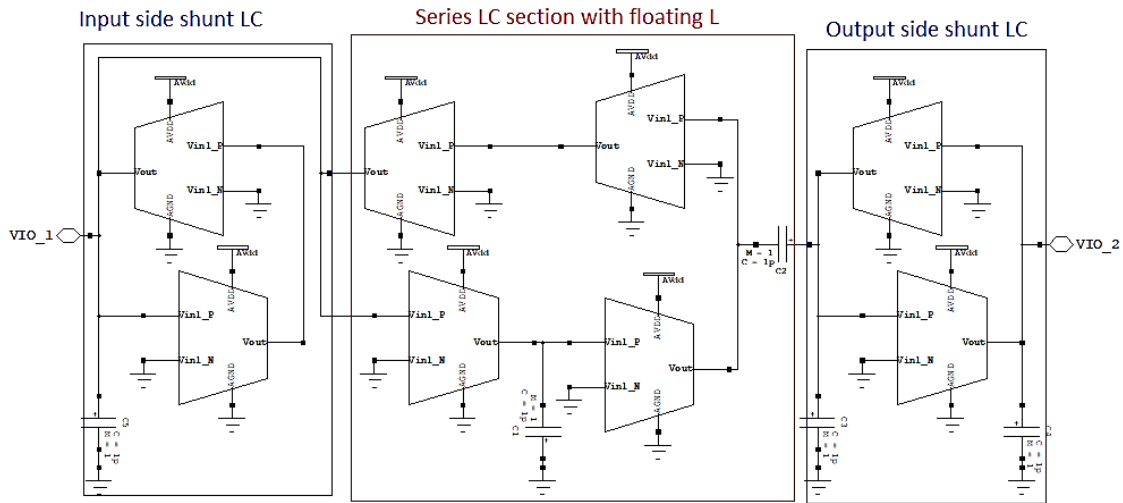 Input side shunt LC
Series LC section with floating L
Output side shunt LC
AVdd
AVDD
Vin1_P
Vout
Vin1_N
AGND
AVdd
AVDD
Vin1_P
Vout
Vin1_N
AGND
AVdd
AVDD
Vin1_P
Vout
Vin1_N
AGND
AVdd
AVDD
Vin1_P
Vout
Vin1_N
AGND
VIO_1
AVdd
AVDD
Vin1_P
Vout
Vin1_N
AGND
AVdd
AVDD
Vin1_P
Vout
Vin1_N
AGND
AVdd
AVDD
Vin1_P
Vout
Vin1_N
AGND
M = 1
C = 1p
C2
AVdd
AVDD
Vin1_P
Vout
Vin1_N
AGND
VIO_2
C5
C = 1p
M = 1
M = 1
C = 1p
C1
C3
C = 1p
M = 1
C = 1p
M = 1